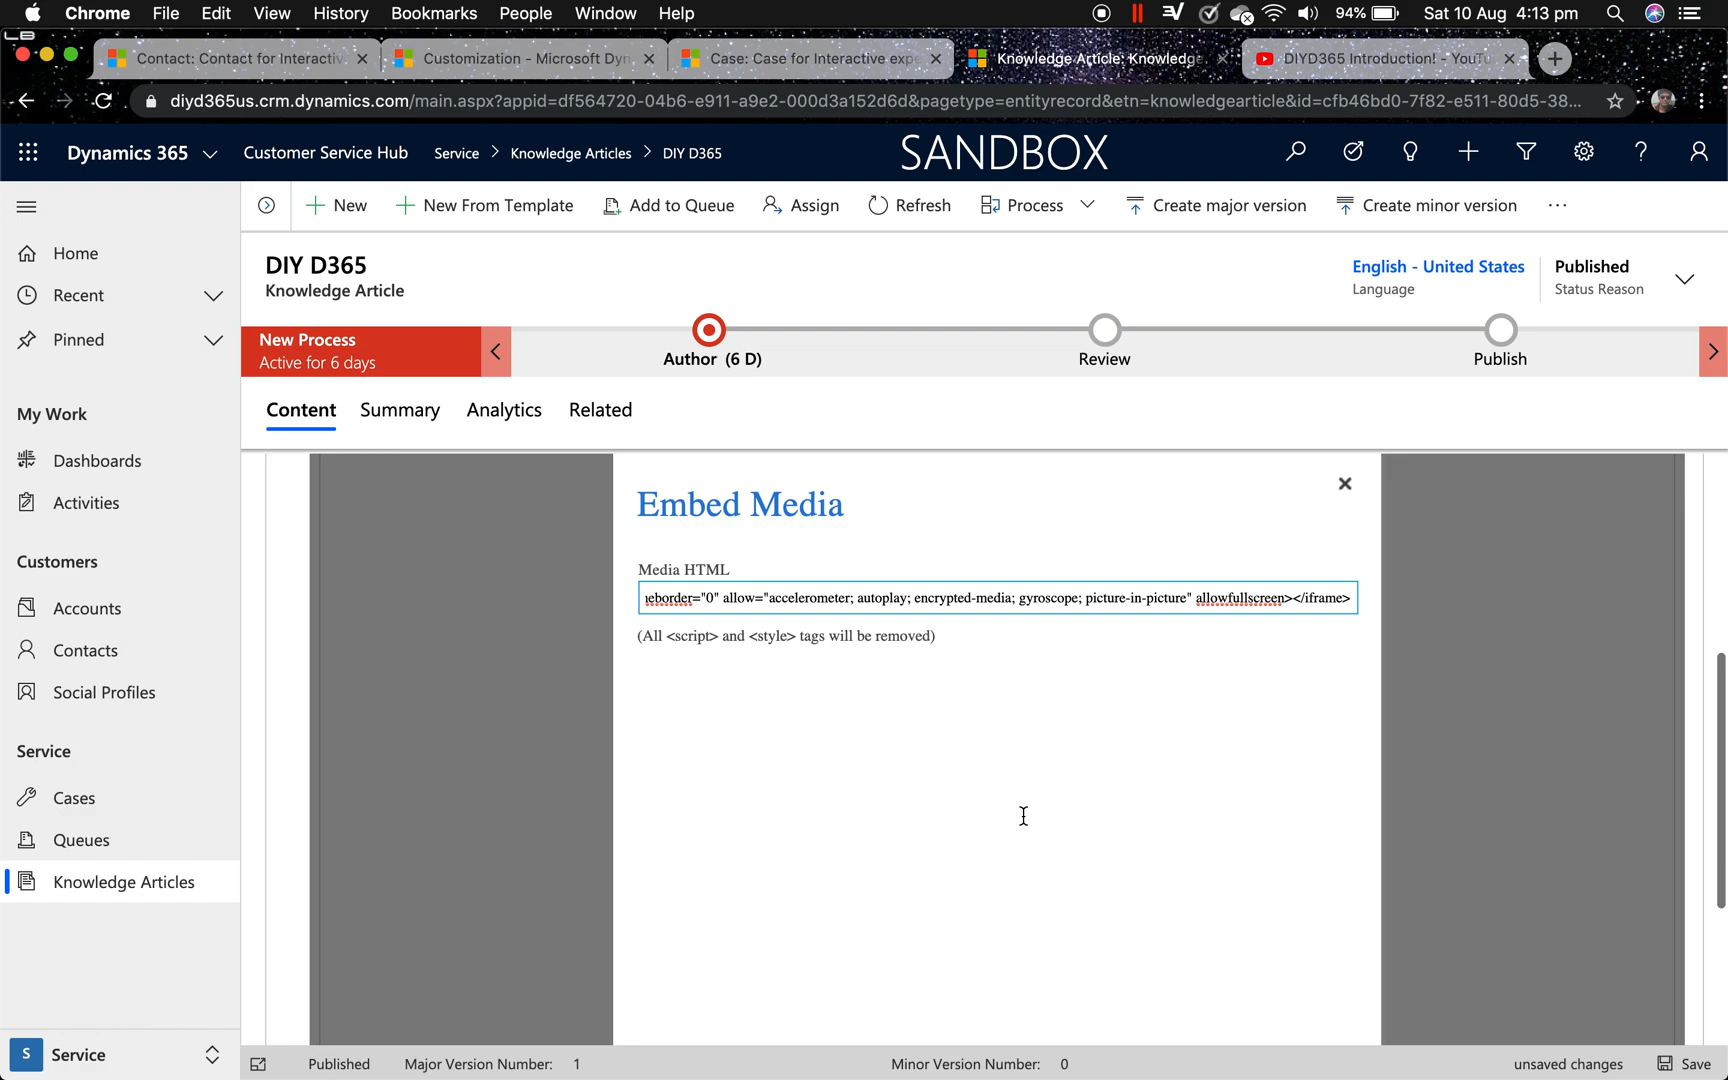 Chrome File Edit View History Bookmarks People Window Help 94% Sat 10 Aug 4:13 pm
Contact: Contact for Interactiv Customization - Microsoft Dyn Case: Case for Interactive expe Knowledge Article: Knowledge DIYD365 Introduction! - YouTu
diyd365us.crm.dynamics.com/main.aspx?appid=df564720-04b6-e911-a9e2-000d3a152d6d&pagetype=entityrecord&etn=knowledgearticle&id=cfb46bd0-7f82-e511-80d5-38...
Dynamics 365 Customer Service Hub Service > Knowledge Articles > DIY D365 SANDBOX
New New From Template Add to Queue Assign Refresh Process Create major version Create minor version ...
Home
Recent
Pinned
My Work
Dashboards
Activities
Customers
Accounts
Contacts
Social Profiles
Service
Cases
Queues
Knowledge Articles
S Service
DIY D365
Knowledge Article
English - United States
Language
Published
Status Reason
New Process
Active for 6 days
Author (6 D)
Review
Publish
Content Summary Analytics Related
Embed Media
Media HTML
eborder="0" allow="accelerometer; autoplay; encrypted-media; gyroscope; picture-in-picture" allowfullscreen></iframe>
(All <script> and <style> tags will be removed)
Published Major Version Number: 1 Minor Version Number: 0 unsaved changes Save